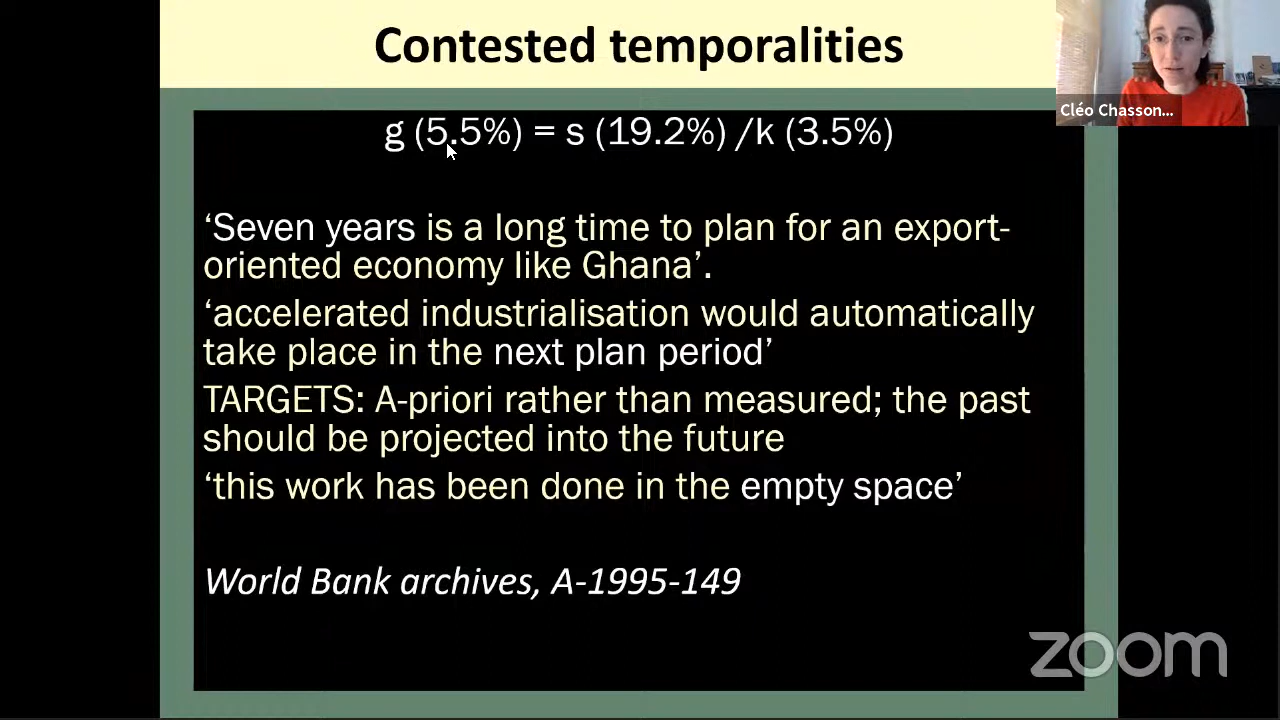 Contested temporalities
Cléo Chasson...
g (5.5%) = s (19.2%) /k (3.5%)
‘Seven years is a long time to plan for an export-
oriented economy like Ghana’.
‘accelerated industrialisation would automatically
take place in the next plan period’
TARGETS: A-priori rather than measured; the past
should be projected into the future
‘this work has been done in the empty space’
World Bank archives, A-1995-149
zoom